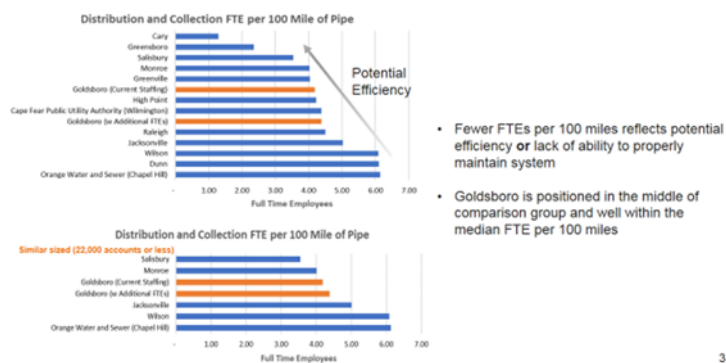 Distribution and Collection FTE per 100 Mile of Pipe
Cary
Greensboro
Salisbury
Monroe
Greenville
Goldsboro (Current Staffing)
High Point
Cape Fear Public Utility Authority (Wilmington)
Goldsboro (w Additional FTEs)
Raleigh
Jacksonville
Wilson
Dunn
Orange Water and Sewer (Chapel Hill)
- 1.00 2.00 3.00 4.00 5.00 6.00 7.00
Full Time Employees
Potential
Efficiency
• Fewer FTEs per 100 miles reflects potential
efficiency or lack of ability to properly
maintain system
• Goldsboro is positioned in the middle of
comparison group and well within the
median FTE per 100 miles
Distribution and Collection FTE per 100 Mile of Pipe
Similar sized (22,000 accounts or less)
Salisbury
Monroe
Goldsboro (Current Staffing)
Goldsboro (w Additional FTEs)
Jacksonville
Wilson
Orange Water and Sewer (Chapel Hill)
- 1.00 2.00 3.00 4.00 5.00 6.00 7.00
Full Time Employees
3